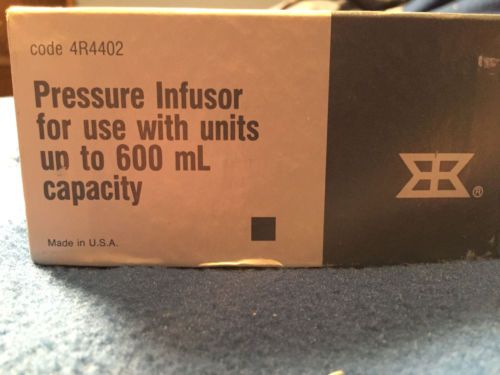 code 4R4402
Pressure Infusor
for use with units
up to 600 mL
capacity
Made in U.S.A.
®